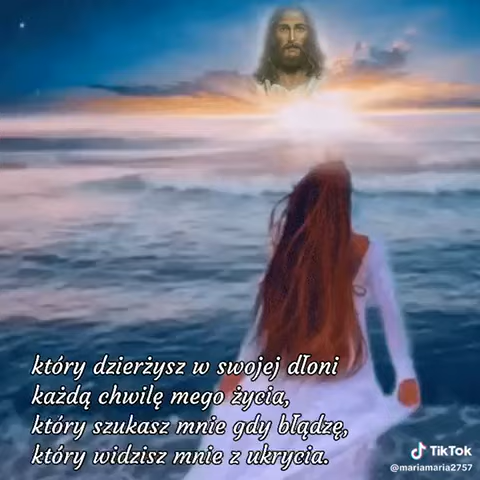 który dzierżysz w swojej dłoni
każdą chwilę mego życia,
który szukasz mnie gdy błądzę,
który widzisz mnie z ukrycia.
TikTok
@mariamaria2757